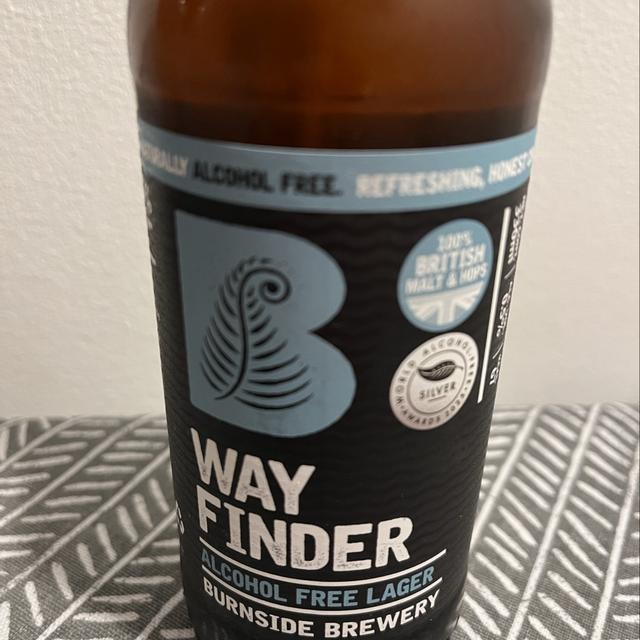 ALCOHOL FREE. REFRESHING, HONEST
B
100%
BRITISH
MALT & HOPS
SILVER
WAY
FINDER
ALCOHOL FREE LAGER
BURNSIDE BREWERY